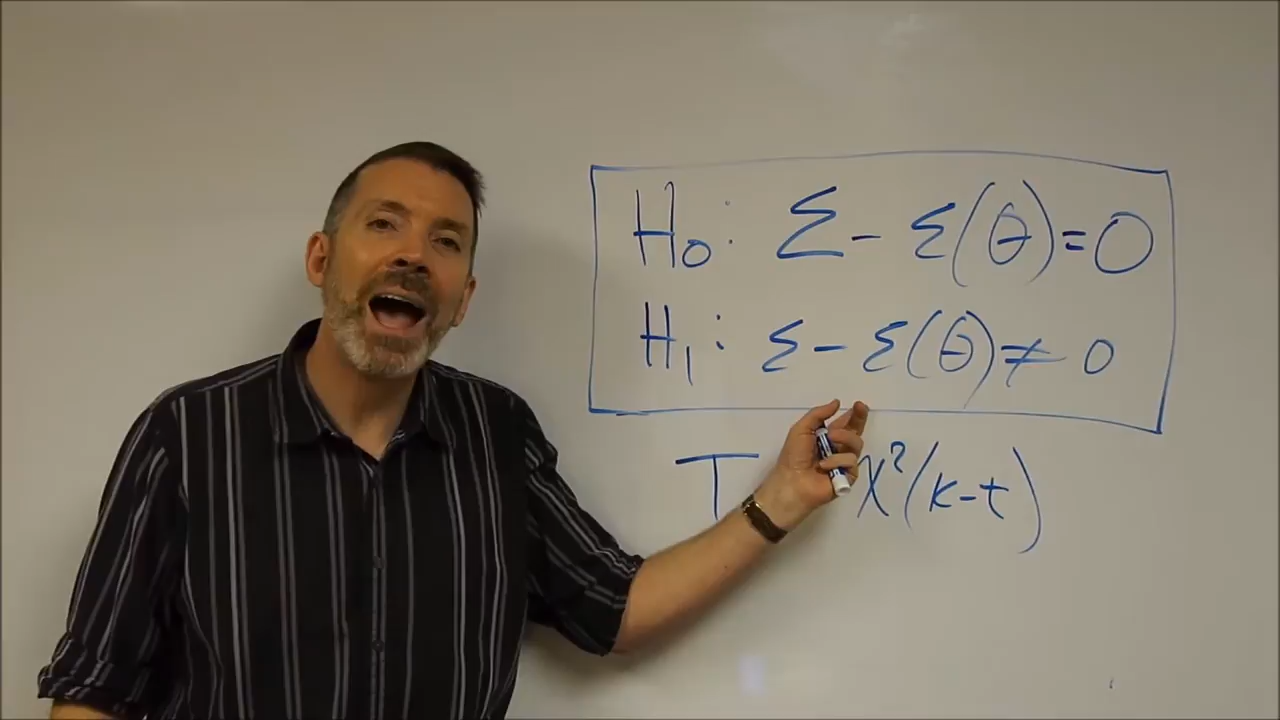 H₀: Σ - Σ(θ) = 0
H₁: Σ - Σ(θ) ≠ 0
T χ²(k-t)